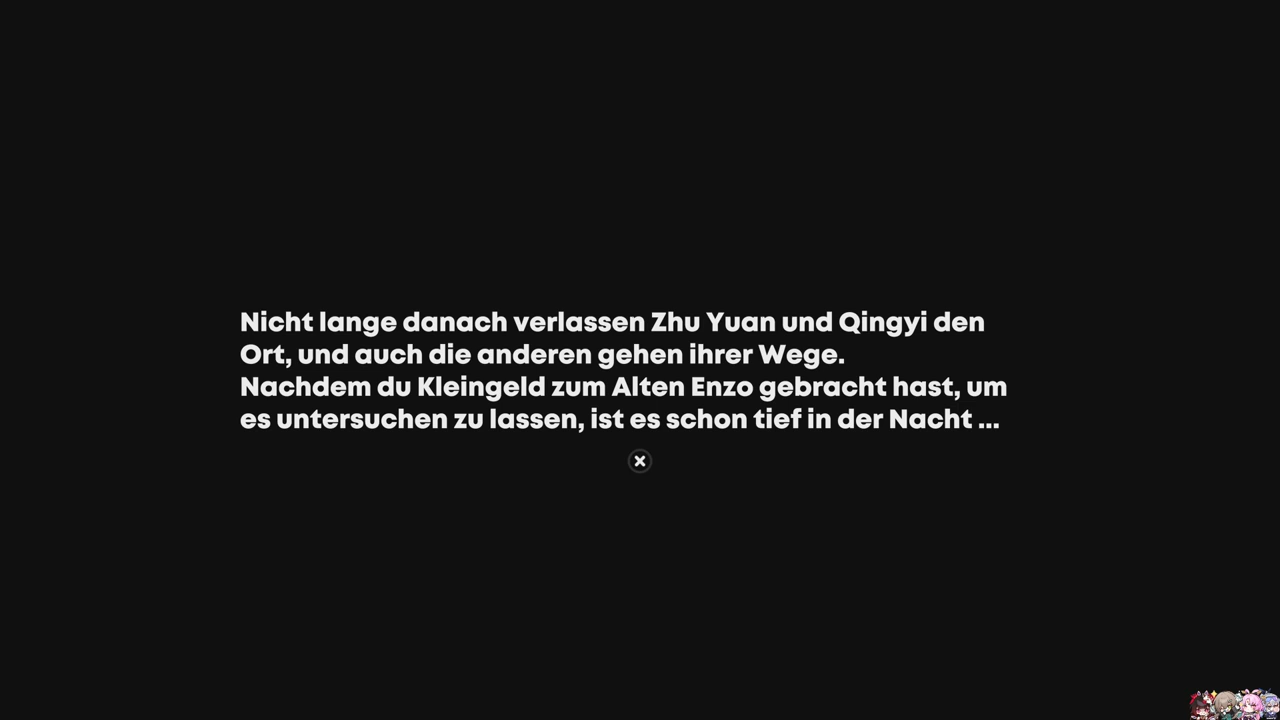 Nicht lange danach verlassen Zhu Yuan und Qingyi den
Ort, und auch die anderen gehen ihrer Wege.
Nachdem du Kleingeld zum Alten Enzo gebracht hast, um
es untersuchen zu lassen, ist es schon tief in der Nacht ...